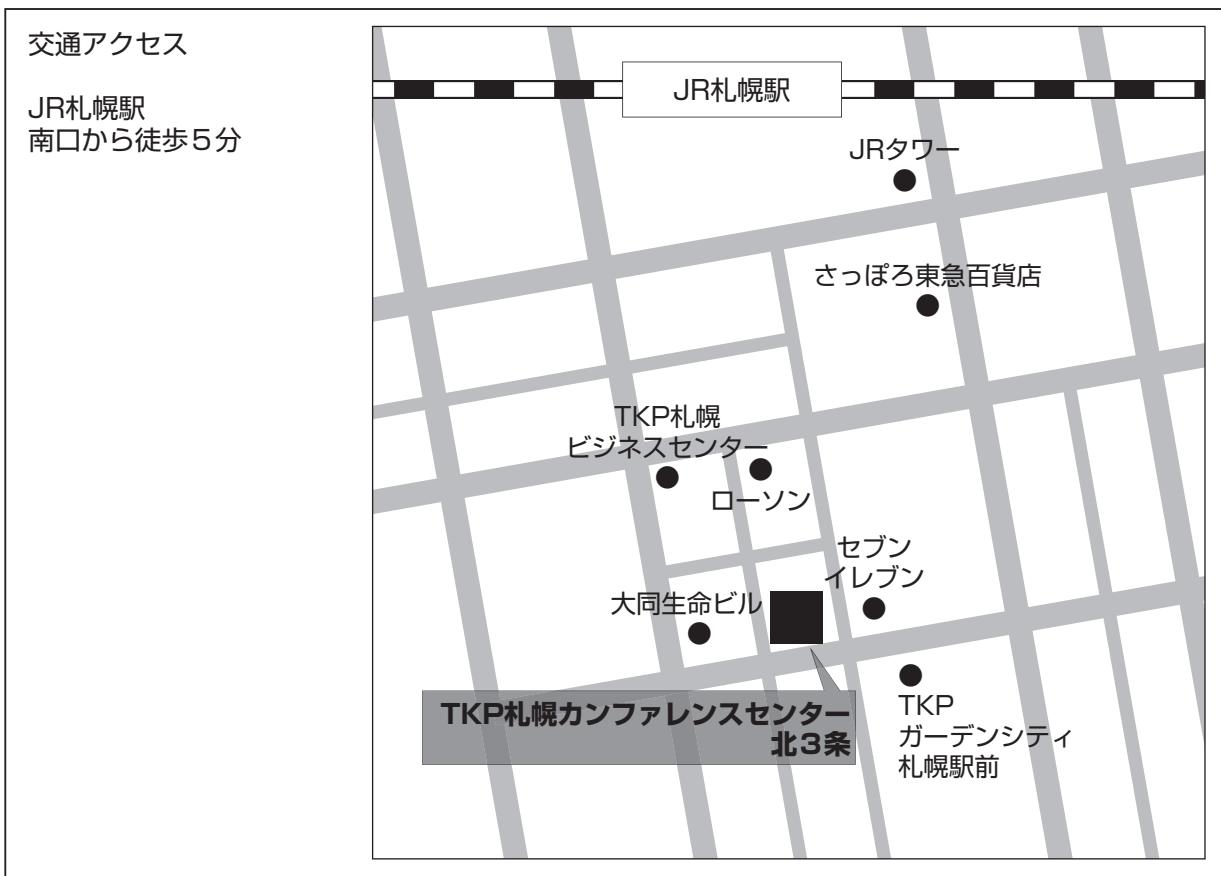 交通アクセス
JR札幌駅
南口から徒歩５分
JR札幌駅
JRタワー
さっぽろ東急百貨店
TKP札幌
ビジネスセンター
ローソン
セブン
イレブン
大同生命ビル
TKP札幌カンファレンスセンター
北３条
TKP
ガーデンシティ
札幌駅前